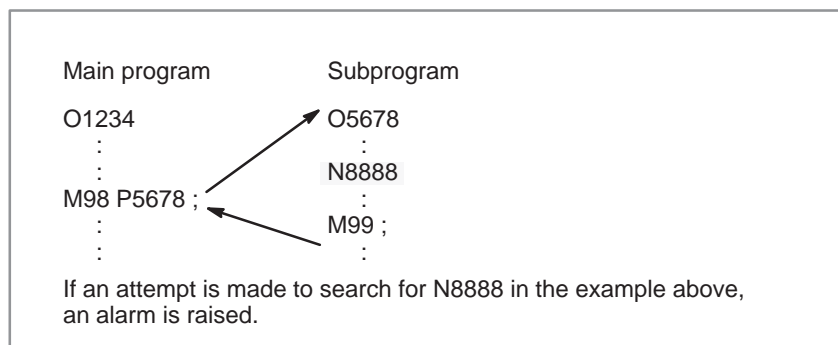 Main program
Subprogram
O1234
:
:
M98 P5678 ;
:
:
O5678
:
N8888
:
M99 ;
:
If an attempt is made to search for N8888 in the example above,
an alarm is raised.